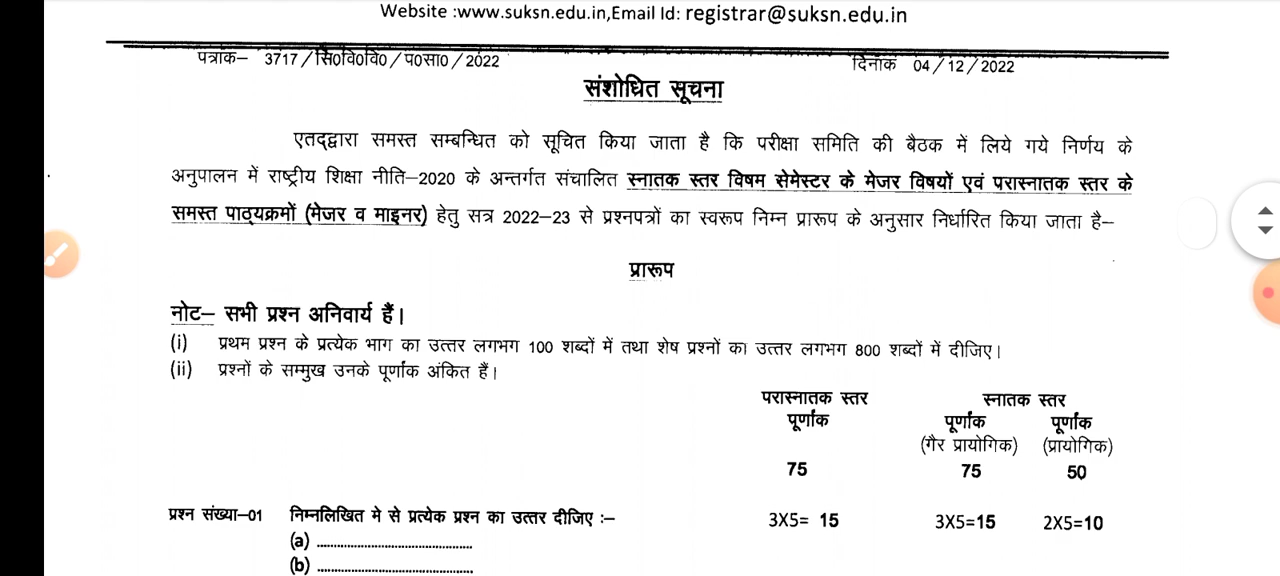 Website :www.suksn.edu.in,Email Id: registrar@suksn.edu.in
पत्रांक– 3717/सि0वि0वि0/प0सा0/2022 दिनांक 04/12/2022
संशोधित सूचना
एतद्द्वारा समस्त सम्बन्धित को सूचित किया जाता है कि परीक्षा समिति की बैठक में लिये गये निर्णय के
अनुपालन में राष्ट्रीय शिक्षा नीति–2020 के अन्तर्गत संचालित स्नातक स्तर विषम सेमेस्टर के मेजर विषयों एवं परास्नातक स्तर के
समस्त पाठ्यक्रमों (मेजर व माइनर) हेतु सत्र 2022–23 से प्रश्नपत्रों का स्वरूप निम्न प्रारूप के अनुसार निर्धारित किया जाता है–
प्रारूप
नोट– सभी प्रश्न अनिवार्य हैं।
(i) प्रथम प्रश्न के प्रत्येक भाग का उत्तर लगभग 100 शब्दों में तथा शेष प्रश्नों का उत्तर लगभग 800 शब्दों में दीजिए।
(ii) प्रश्नों के सम्मुख उनके पूर्णांक अंकित हैं।
परास्नातक स्तर स्नातक स्तर
पूर्णांक पूर्णांक पूर्णांक
(गैर प्रायोगिक) (प्रायोगिक)
75 75 50
प्रश्न संख्या–01 निम्नलिखित मे से प्रत्येक प्रश्न का उत्तर दीजिए :– 3X5= 15 3X5=15 2X5=10
(a) ..........................................
(b) ..........................................